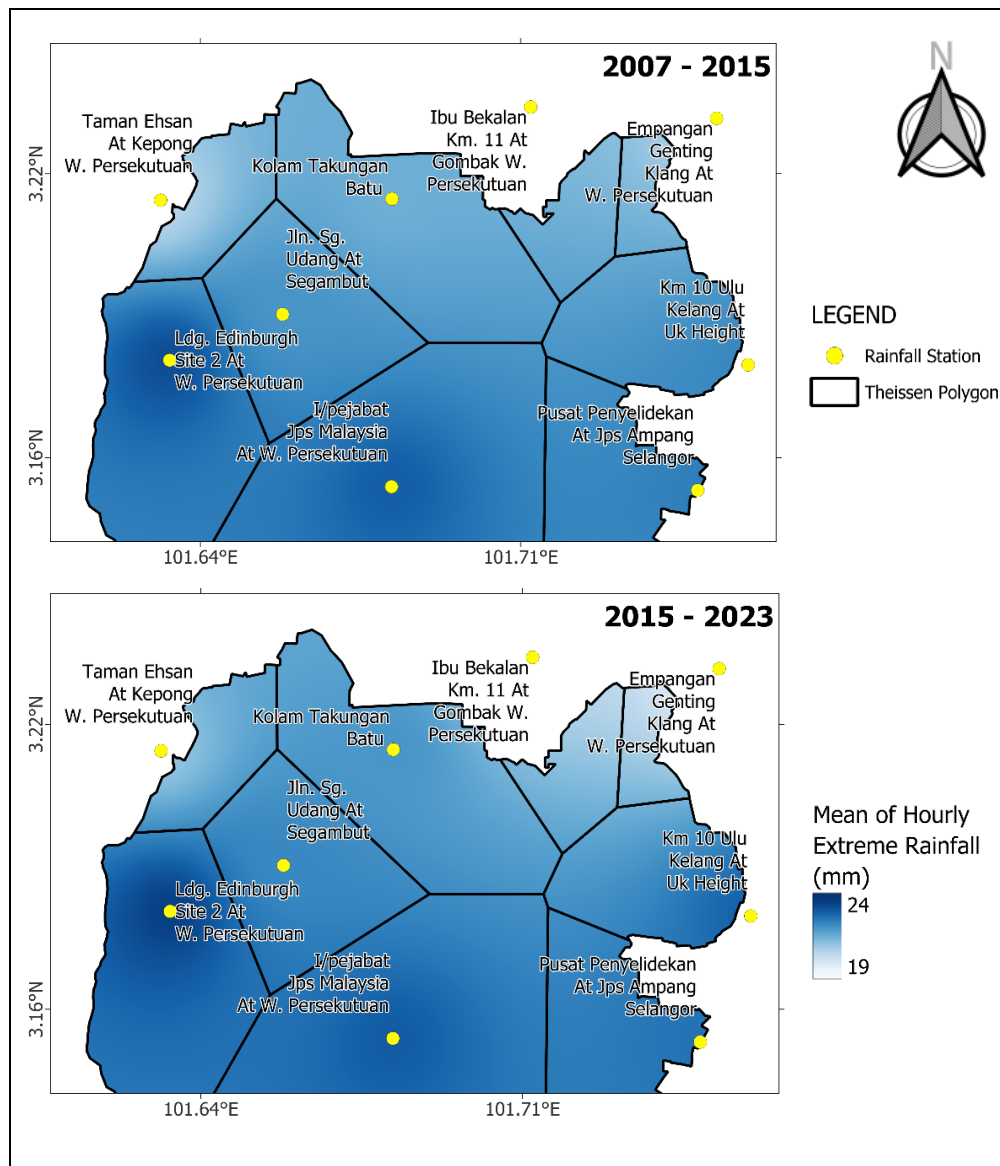 2007 - 2015
N
Taman Ehsan
At Kepong
W. Persekutuan
Kolam Takungan
Batu
Ibu Bekalan
Km. 11 At
Gombak W.
Persekutuan
Empangan
Genting
Klang At
W. Persekutuan
Jln. Sg.
Udang At
Segambut
Km 10 Ulu
Kelang At
Uk Height
Ldg. Edinburgh
Site 2 At
W. Persekutuan
I/pejabat
Jps Malaysia
At W. Persekutuan
Pusat Penyelidekan
At Jps Ampang
Selangor
3.22°N
3.16°N
101.64°E
101.71°E
LEGEND
Rainfall Station
Theissen Polygon
2015 - 2023
Taman Ehsan
At Kepong
W. Persekutuan
Kolam Takungan
Batu
Ibu Bekalan
Km. 11 At
Gombak W.
Persekutuan
Empangan
Genting
Klang At
W. Persekutuan
Jln. Sg.
Udang At
Segambut
Km 10 Ulu
Kelang At
Uk Height
Ldg. Edinburgh
Site 2 At
W. Persekutuan
I/pejabat
Jps Malaysia
At W. Persekutuan
Pusat Penyelidekan
At Jps Ampang
Selangor
3.22°N
3.16°N
101.64°E
101.71°E
Mean of Hourly
Extreme Rainfall
(mm)
24
19